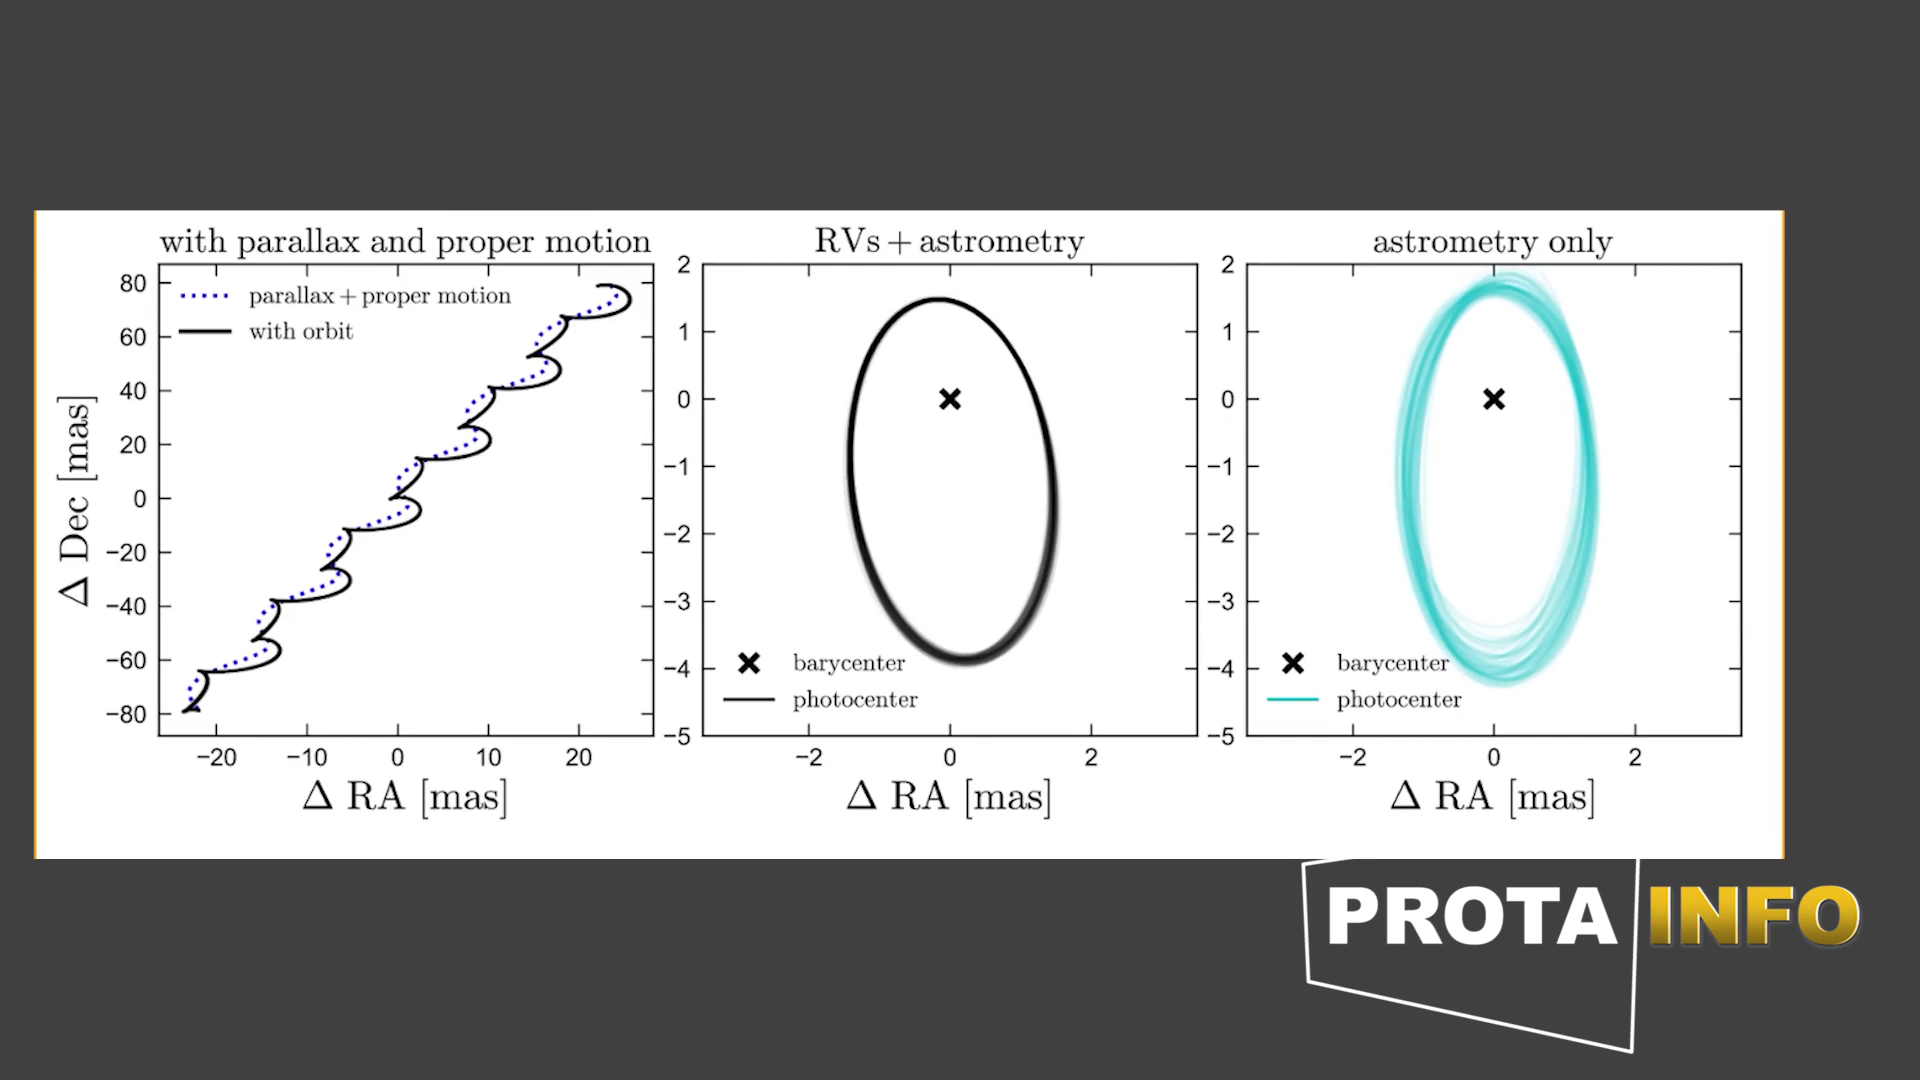 with parallax and proper motion
parallax + proper motion
with orbit
80
60
40
20
0
−20
−40
−60
−80
Δ Dec [mas]
−20 −10 0 10 20
Δ RA [mas]
RVs + astrometry
2
1
0
−1
−2
−3
−4
−5
barycenter
photocenter
−2 0 2
Δ RA [mas]
astrometry only
2
1
0
−1
−2
−3
−4
−5
barycenter
photocenter
−2 0 2
Δ RA [mas]
PROTA INFO